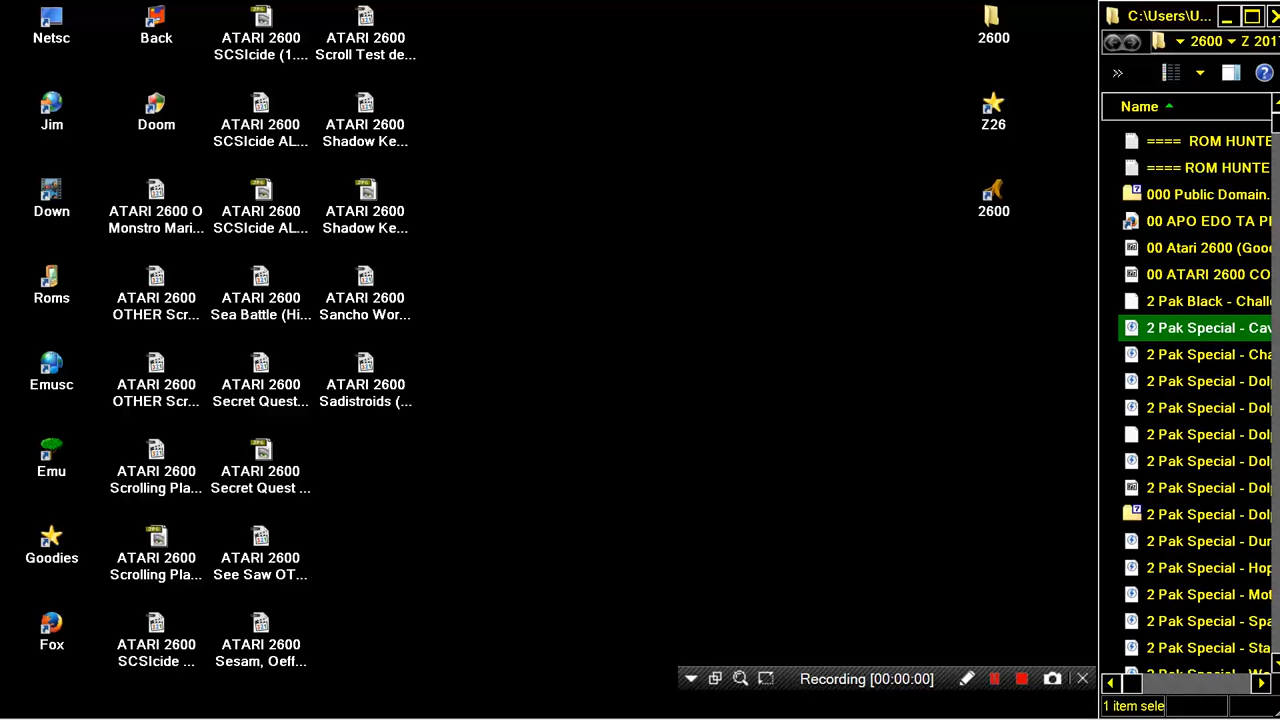 Netsc
Back
ATARI 2600
SCSIcide (1....
ATARI 2600
Scroll Test de...
Jim
Doom
ATARI 2600
SCSIcide AL...
ATARI 2600
Shadow Ke...
Down
ATARI 2600 O
Monstro Mari...
ATARI 2600
SCSIcide AL...
ATARI 2600
Shadow Ke...
Roms
ATARI 2600
OTHER Scr...
ATARI 2600
Sea Battle (Hi...
ATARI 2600
Sancho Wor...
Emusc
ATARI 2600
OTHER Scr...
ATARI 2600
Secret Quest...
ATARI 2600
Sadistroids (...
Emu
ATARI 2600
Scrolling Pla...
ATARI 2600
Secret Quest ...
Goodies
ATARI 2600
Scrolling Pla...
ATARI 2600
See Saw OT...
Fox
ATARI 2600
SCSIcide ...
ATARI 2600
Sesam, Oeff...
2600
Z26
2600
Recording [00:00:00]
C:\Users\U...
2600 Z 201
»
Name
==== ROM HUNTE
==== ROM HUNTE
000 Public Domain.
00 APO EDO TA P
00 Atari 2600 (Goo
00 ATARI 2600 CO
2 Pak Black - Challe
2 Pak Special - Cav
2 Pak Special - Cha
2 Pak Special - Dol
2 Pak Special - Dol
2 Pak Special - Dol
2 Pak Special - Dol
2 Pak Special - Dol
2 Pak Special - Dol
2 Pak Special - Dun
2 Pak Special - Hop
2 Pak Special - Mot
2 Pak Special - Spa
2 Pak Special - Sta
1 item sele